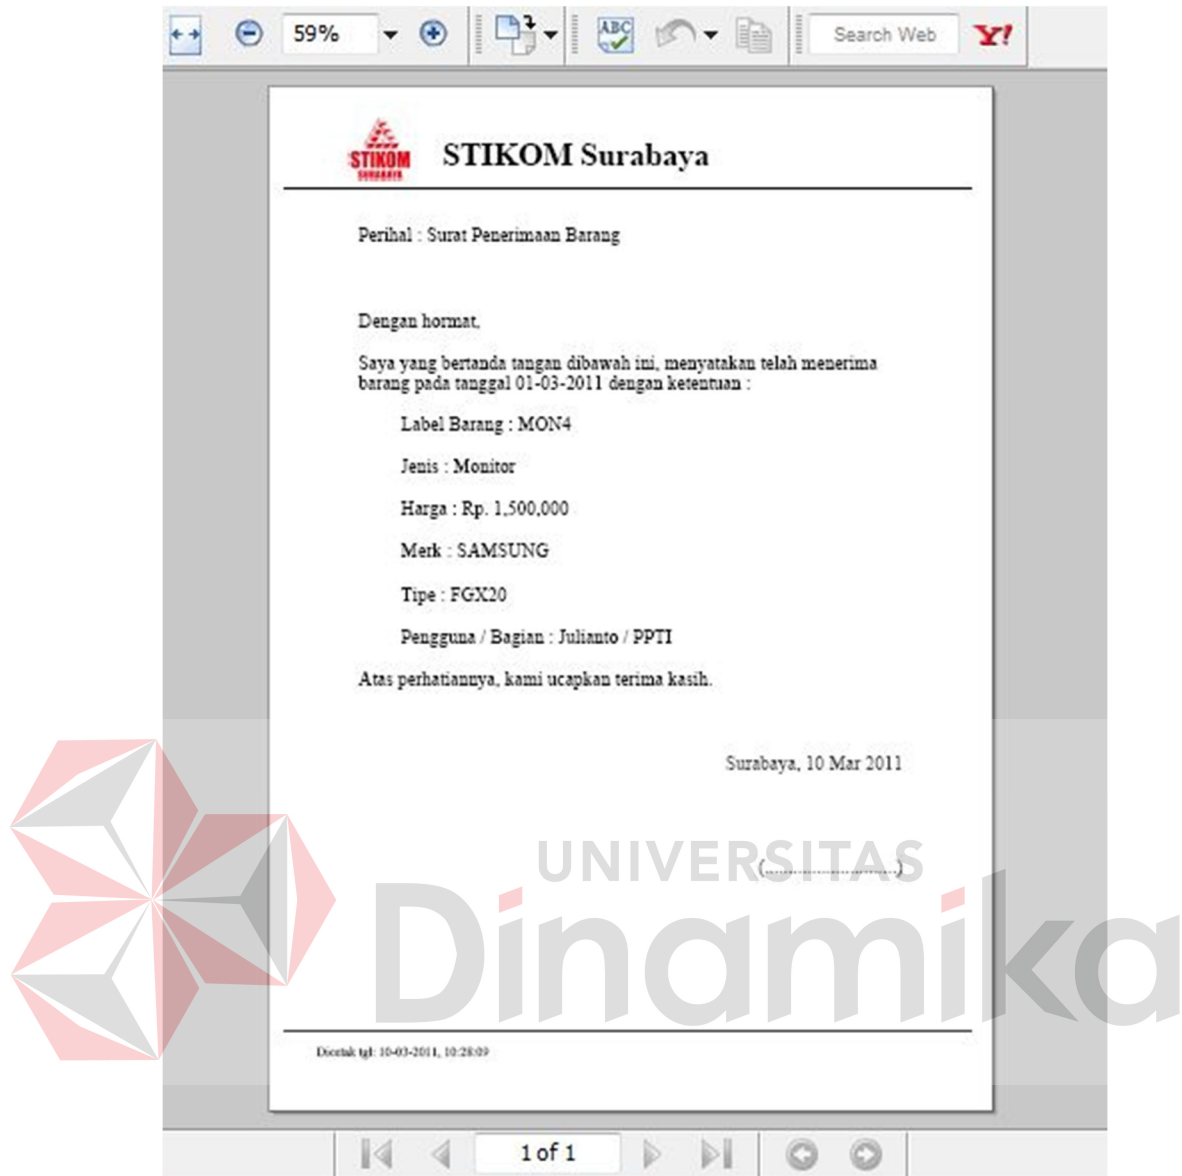 59%
ABC
Search Web
Y!
STIKOM
SURABAYA
STIKOM Surabaya
Perihal : Surat Penerimaan Barang
Dengan hormat,
Saya yang bertanda tangan dibawah ini, menyatakan telah menerima
barang pada tanggal 01-03-2011 dengan ketentuan :
Label Barang : MON4
Jenis : Monitor
Harga : Rp. 1,500,000
Merk : SAMSUNG
Tipe : FGX20
Pengguna / Bagian : Julianto / PPTI
Atas perhatiannya, kami ucapkan terima kasih.
Surabaya, 10 Mar 2011
(............................)
UNIVERSITAS
Dinamika
Dicetak tgl: 10-03-2011, 10:28:09
1 of 1